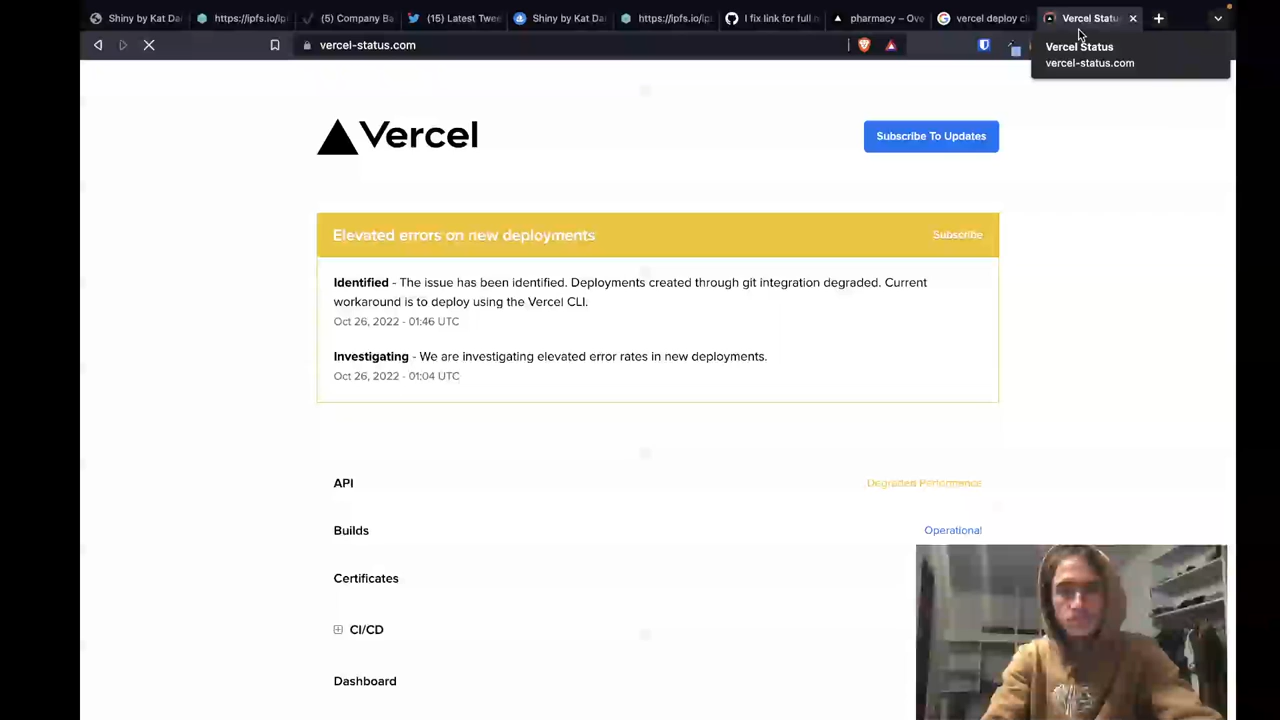 Shiny by Kat Da
https://ipfs.io/ip
(5) Company Ba
(15) Latest Twee
Shiny by Kat Da
https://ipfs.io/ip
I fix link for full
pharmacy – Ove
vercel deploy cl
Vercel Statu
vercel-status.com
Vercel Status
vercel-status.com
Vercel
Subscribe To Updates
Elevated errors on new deployments
Subscribe
Identified - The issue has been identified. Deployments created through git integration degraded. Current
workaround is to deploy using the Vercel CLI.
Oct 26, 2022 - 01:46 UTC
Investigating - We are investigating elevated error rates in new deployments.
Oct 26, 2022 - 01:04 UTC
API
Degraded Performance
Builds
Operational
Certificates
CI/CD
Dashboard